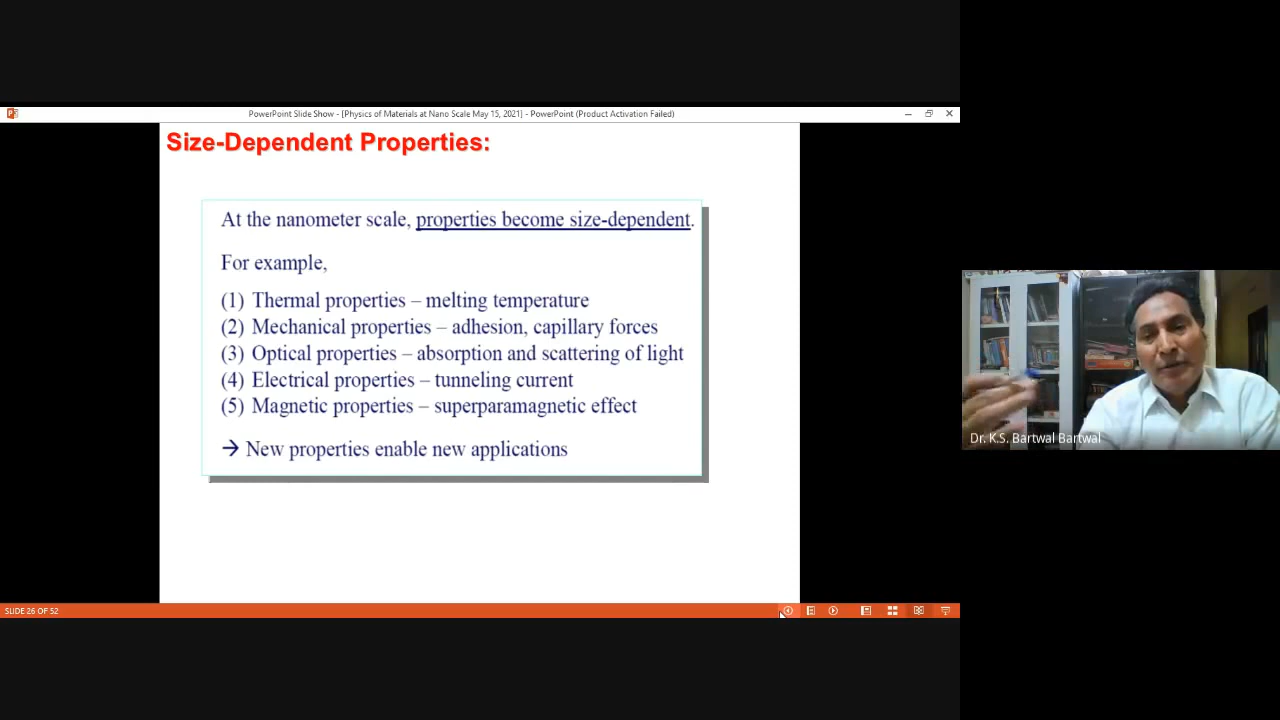 PowerPoint Slide Show - [Physics of Materials at Nano Scale May 15, 2021] - PowerPoint (Product Activation Failed)
Size-Dependent Properties:
At the nanometer scale, properties become size-dependent.
For example,
(1) Thermal properties – melting temperature
(2) Mechanical properties – adhesion, capillary forces
(3) Optical properties – absorption and scattering of light
(4) Electrical properties – tunneling current
(5) Magnetic properties – superparamagnetic effect
→ New properties enable new applications
Dr. K.S. Bartwal Bartwal
SLIDE 26 OF 52